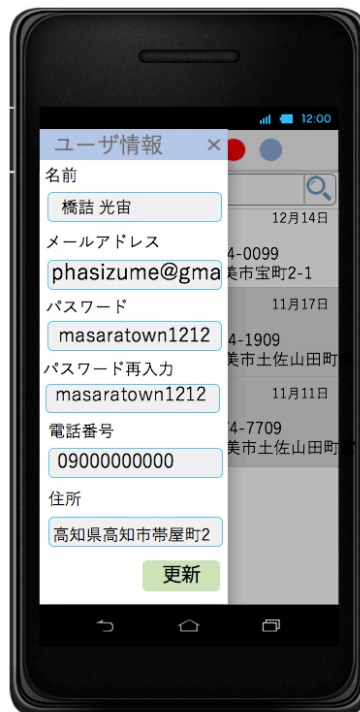 12:00
ユーザ情報 ×
名前
橋詰 光宙
メールアドレス
phasizume@gma
パスワード
masaratown1212
パスワード再入力
masaratown1212
電話番号
09000000000
住所
高知県高知市帯屋町2
更新
12月14日
4-0099
美市宝町2-1
11月17日
4-1909
美市土佐山田町
11月11日
4-7709
美市土佐山田町